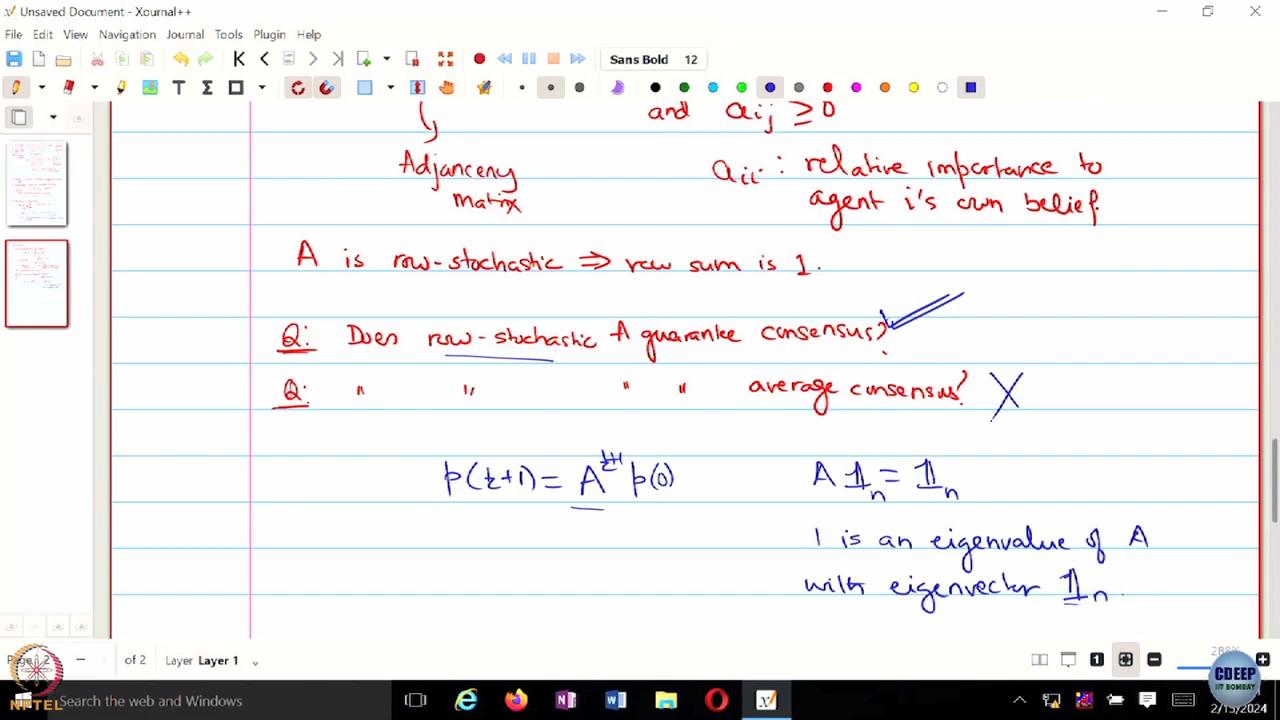 Unsaved Document - Xournal++
File Edit View Navigation Journal Tools Plugin Help
Sans Bold 12
and aij ≥ 0
Adjanceny
matrix
aii : relative importance to
agent i's own belief.
A is row-stochastic ⇒ row sum is 1.
Q: Does row-stochastic A guarantee consensus?
Q: " " " " average consensus?
p(t+1) = A^{t+1} p(0)
A 𝟙n = 𝟙n
1 is an eigenvalue of A
with eigenvector 𝟙n.
of 2 Layer Layer 1
288%
Search the web and Windows
NPTEL
CDEEP
IIT BOMBAY
2/15/2024